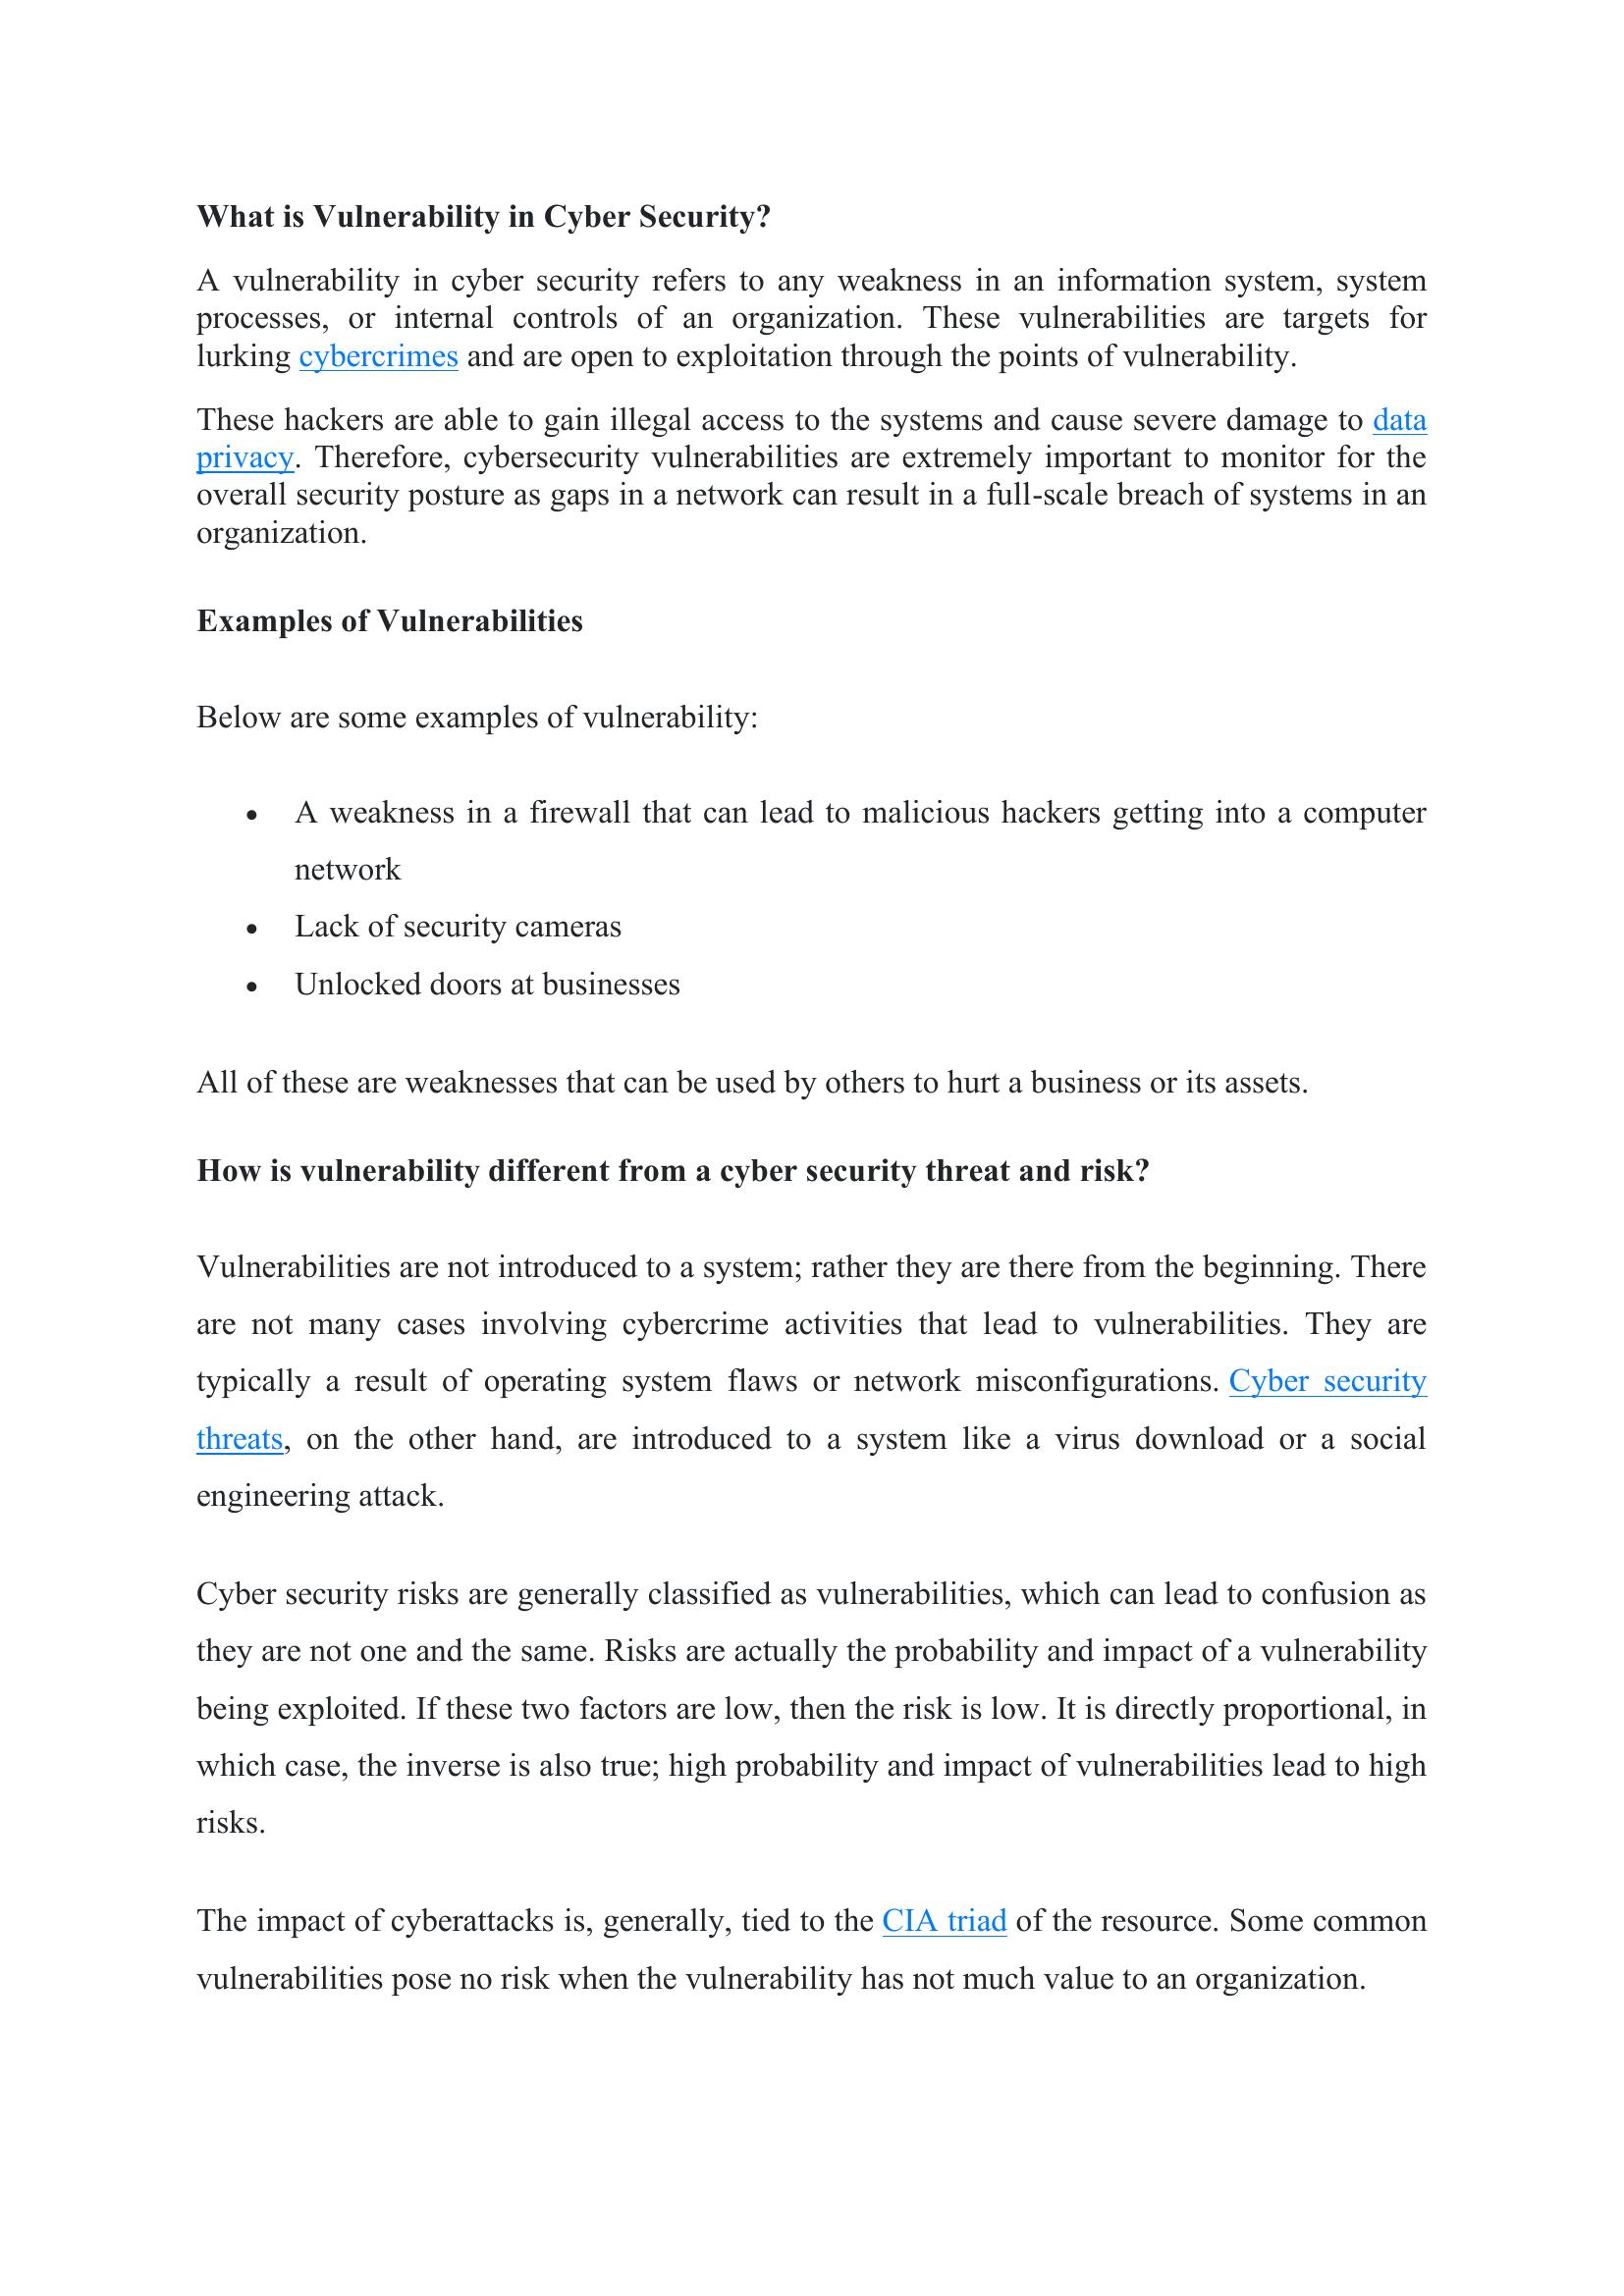 What is Vulnerability in Cyber Security?
A vulnerability in cyber security refers to any weakness in an information system, system
processes, or internal controls of an organization. These vulnerabilities are targets for
lurking cybercrimes and are open to exploitation through the points of vulnerability.
These hackers are able to gain illegal access to the systems and cause severe damage to data
privacy. Therefore, cybersecurity vulnerabilities are extremely important to monitor for the
overall security posture as gaps in a network can result in a full-scale breach of systems in an
organization.
Examples of Vulnerabilities
Below are some examples of vulnerability:
• A weakness in a firewall that can lead to malicious hackers getting into a computer
network
• Lack of security cameras
• Unlocked doors at businesses
All of these are weaknesses that can be used by others to hurt a business or its assets.
How is vulnerability different from a cyber security threat and risk?
Vulnerabilities are not introduced to a system; rather they are there from the beginning. There
are not many cases involving cybercrime activities that lead to vulnerabilities. They are
typically a result of operating system flaws or network misconfigurations. Cyber security
threats, on the other hand, are introduced to a system like a virus download or a social
engineering attack.
Cyber security risks are generally classified as vulnerabilities, which can lead to confusion as
they are not one and the same. Risks are actually the probability and impact of a vulnerability
being exploited. If these two factors are low, then the risk is low. It is directly proportional, in
which case, the inverse is also true; high probability and impact of vulnerabilities lead to high
risks.
The impact of cyberattacks is, generally, tied to the CIA triad of the resource. Some common
vulnerabilities pose no risk when the vulnerability has not much value to an organization.